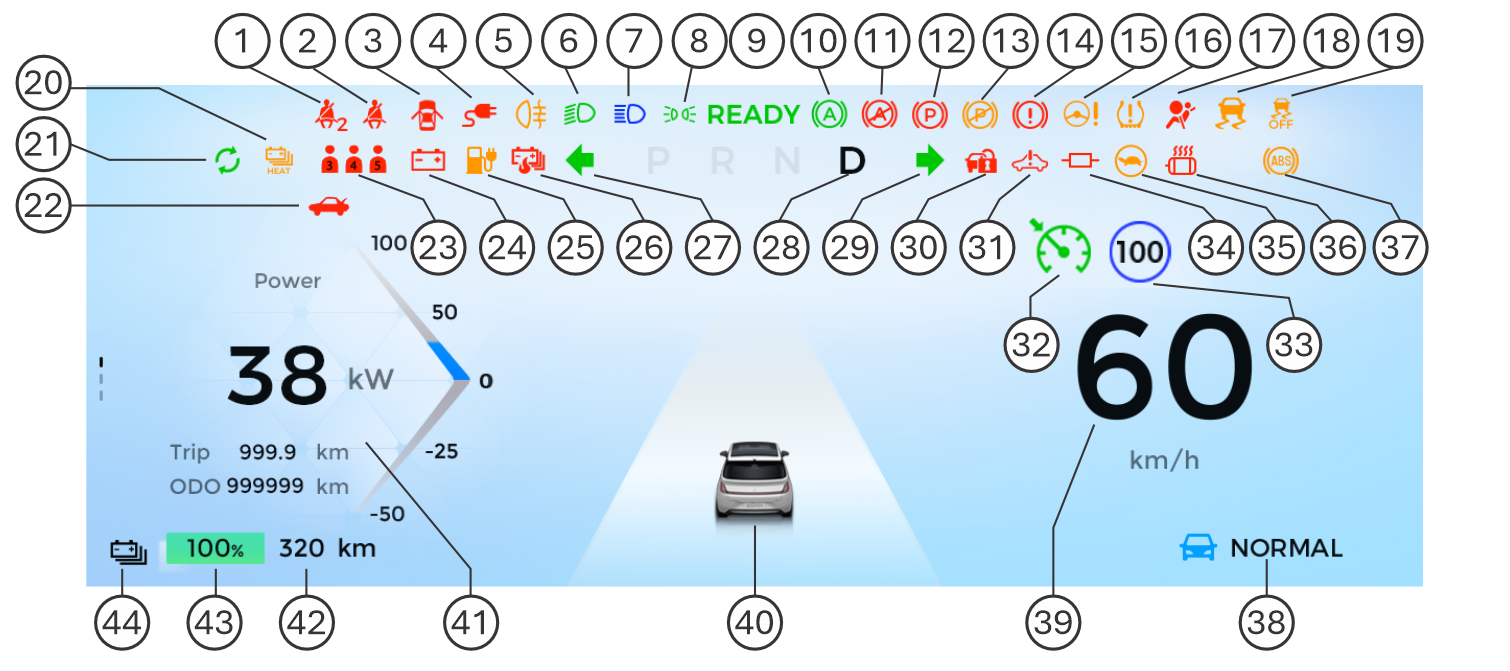 1 2 3 4 5 6 7 8 9 10 11 12 13 14 15 16 17 18 19
20
2 READY A A P P ! ! ! OFF
21 HEAT 3 4 5 P R N D ABS
22
100 23 24 25 26 27 28 29 30 31 100 34 35 36 37
Power
50
32 33
38 kW 0 60
Trip 999.9 km -25
km/h
ODO 999999 km
-50
100% 320 km NORMAL
44 43 42 41 40 39 38